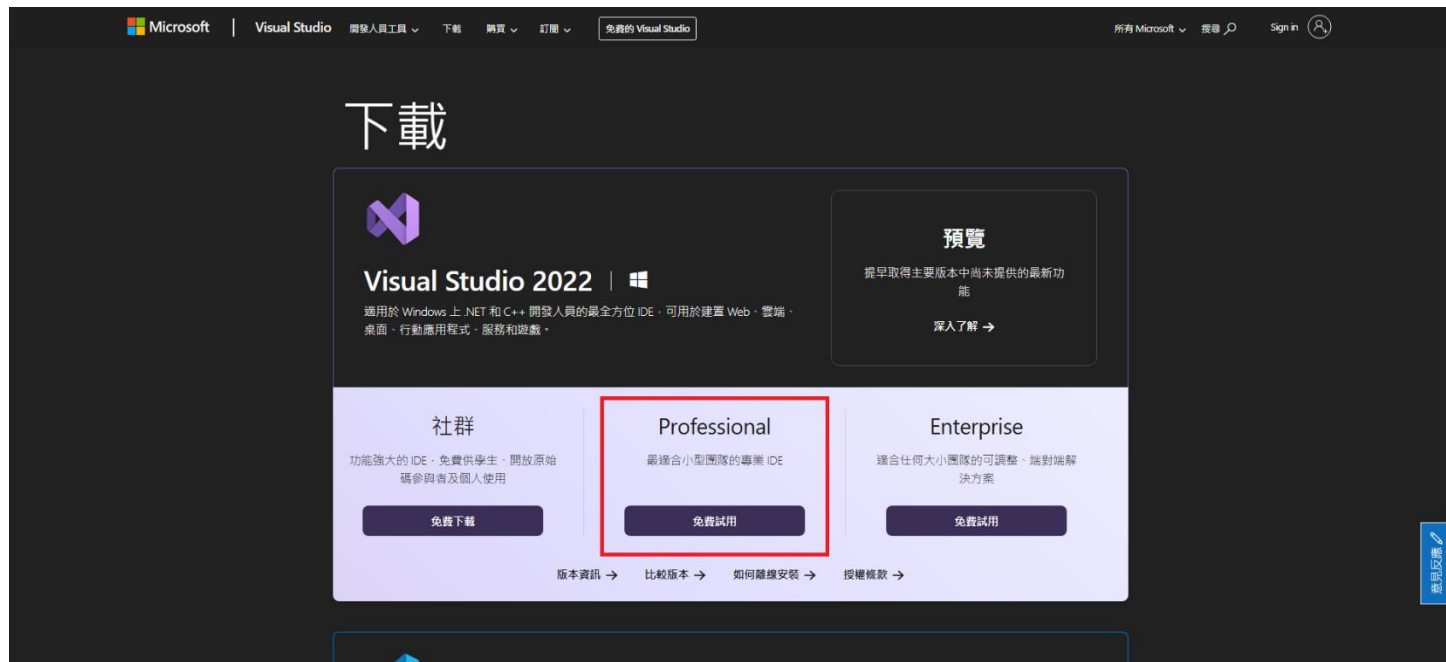 Microsoft | Visual Studio 開發人員工具 下載 購買 訂閱 免費的 Visual Studio 所有 Microsoft 搜尋 Sign in
下載
預覽
提早取得主要版本中尚未提供的最新功
能
深入了解 →
Visual Studio 2022
適用於 Windows 上 .NET 和 C++ 開發人員的最全方位 IDE，可用於建置 Web、雲端、
桌面、行動應用程式、服務和遊戲。
社群
功能強大的 IDE，免費供學生、開放原始
碼參與者及個人使用
免費下載
Professional
最適合小型團隊的專業 IDE
免費試用
Enterprise
適合任何大小團隊的可調整、端對端解
決方案
免費試用
版本資訊 → 比較版本 → 如何離線安裝 → 授權條款 →
意見反應